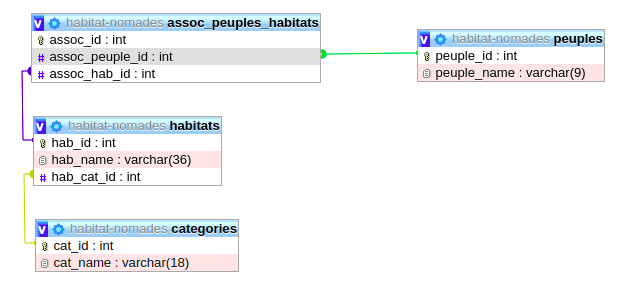 v habitat-nomades assoc_peuples_habitats
assoc_id : int
# assoc_peuple_id : int
# assoc_hab_id : int
v habitat-nomades peuples
peuple_id : int
peuple_name : varchar(9)
v habitat-nomades habitats
hab_id : int
hab_name : varchar(36)
# hab_cat_id : int
v habitat-nomades categories
cat_id : int
cat_name : varchar(18)